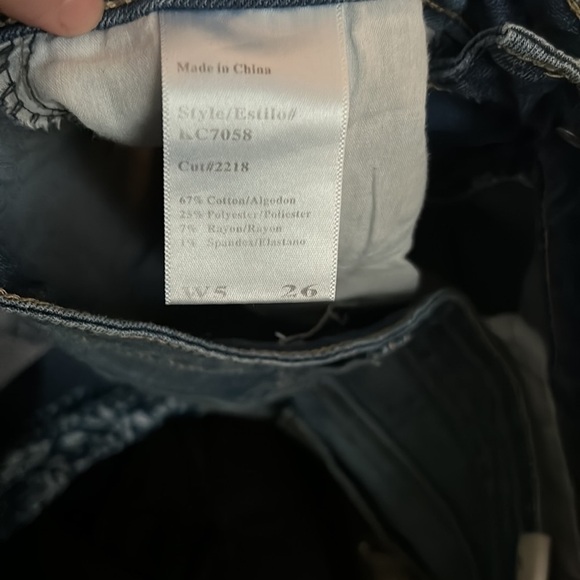 Made in China
Style/Estilo#
KC7058
Cut#2218
67% Cotton/Algodon
25% Polyester/Poliester
7% Rayon/Rayon
1% Spandex/Elastano
W5 26